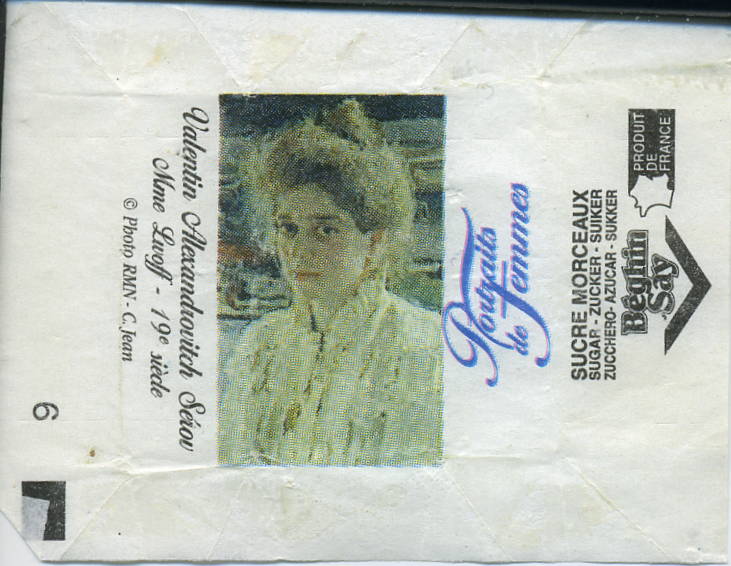 PRODUIT
DE
FRANCE
Béghin
Say
SUCRE MORCEAUX
SUGAR - ZUCKER - SUIKER
ZUCCHERO - AZUCAR - SUKKER
Portraits
de Femmes
Valentin Alexandrovitch Sérov
Mme Lwoff - 19e siècle
© Photo RMN - C. Jean
6